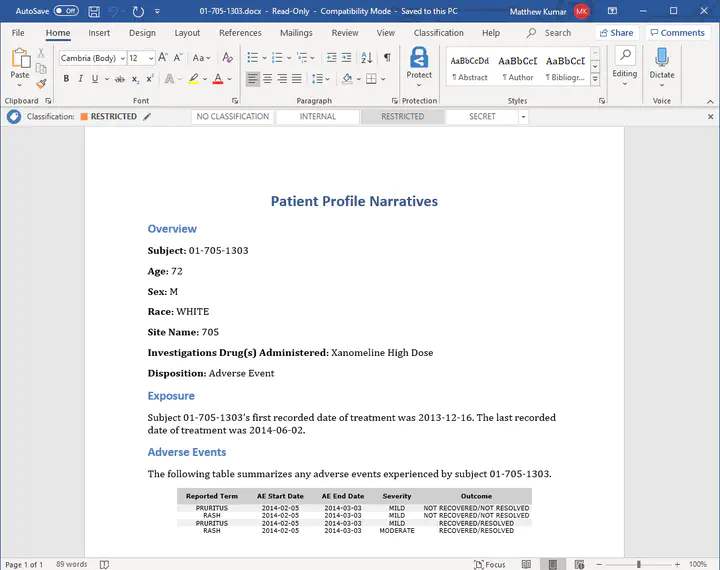 AutoSave Off 01-705-1303.docx - Read-Only - Compatibility Mode - Saved to this PC Matthew Kumar MK
File Home Insert Design Layout References Mailings Review View Classification Help Search Share Comments
Cambria (Body) 12 A A Aa A
Paste B I U ab x₂ x² A A
AaBbCcDd AaBbCcI AaBbCcI
¶ Abstract ¶ Author ¶ Bibliogr...
Protect Editing Dictate
Clipboard Font Paragraph Protection Styles Voice
Classification: RESTRICTED NO CLASSIFICATION INTERNAL RESTRICTED SECRET
Patient Profile Narratives
Overview
Subject: 01-705-1303
Age: 72
Sex: M
Race: WHITE
Site Name: 705
Investigations Drug(s) Administered: Xanomeline High Dose
Disposition: Adverse Event
Exposure
Subject 01-705-1303's first recorded date of treatment was 2013-12-16. The last recorded
date of treatment was 2014-06-02.
Adverse Events
The following table summarizes any adverse events experienced by subject 01-705-1303.
Reported Term AE Start Date AE End Date Severity Outcome
PRURITUS 2014-02-05 2014-03-03 MILD NOT RECOVERED/NOT RESOLVED
RASH 2014-02-05 2014-03-03 MILD NOT RECOVERED/NOT RESOLVED
PRURITUS 2014-02-05 2014-03-03 MILD RECOVERED/RESOLVED
RASH 2014-02-05 2014-03-03 MODERATE RECOVERED/RESOLVED
Page 1 of 1 89 words Focus 100%